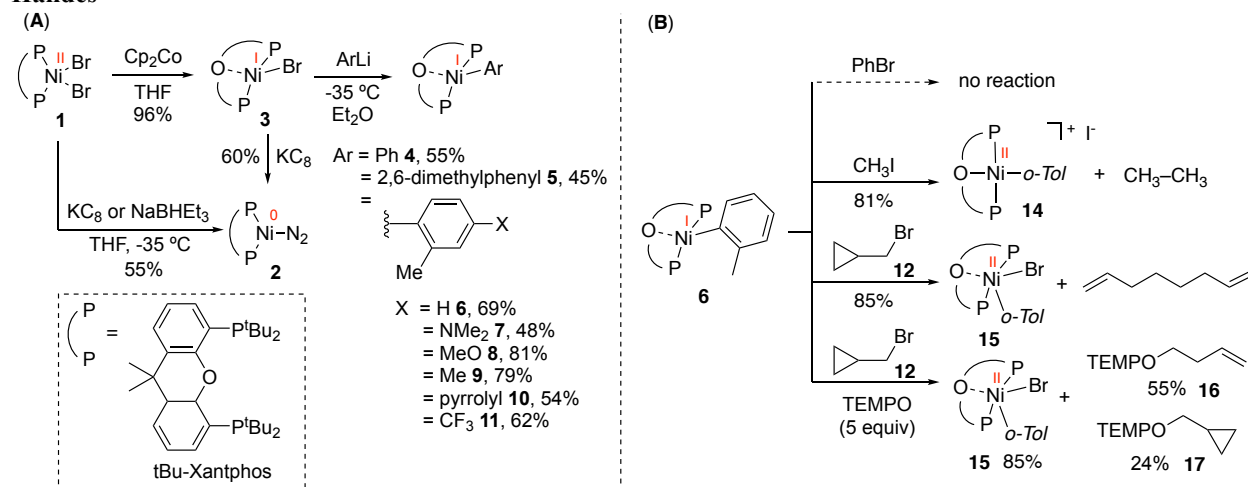 Handes
(A)
(B)
II
P
Ni
Br
Br
P
1
Cp2Co
THF
96%
I
O
P
Ni
Br
P
3
ArLi
-35 ºC
Et2O
I
O
P
Ni
Ar
P
60%
KC8
KC8 or NaBHEt3
THF, -35 ºC
55%
0
P
Ni
N2
P
2
Ar = Ph 4, 55%
= 2,6-dimethylphenyl 5, 45%
=
X
Me
X = H 6, 69%
= NMe2 7, 48%
= MeO 8, 81%
= Me 9, 79%
= pyrrolyl 10, 54%
= CF3 11, 62%
P
P
=
PtBu2
O
PtBu2
tBu-Xantphos
I
O
P
Ni
P
6
PhBr
no reaction
CH3I
81%
P
II
O
Ni
o-Tol
P
+ I-
14
+
CH3–CH3
Br
12
85%
II
O
P
Ni
Br
P
o-Tol
15
+
Br
12
TEMPO
(5 equiv)
II
O
P
Ni
Br
P
o-Tol
15 85%
+
TEMPO
55% 16
TEMPO
24% 17